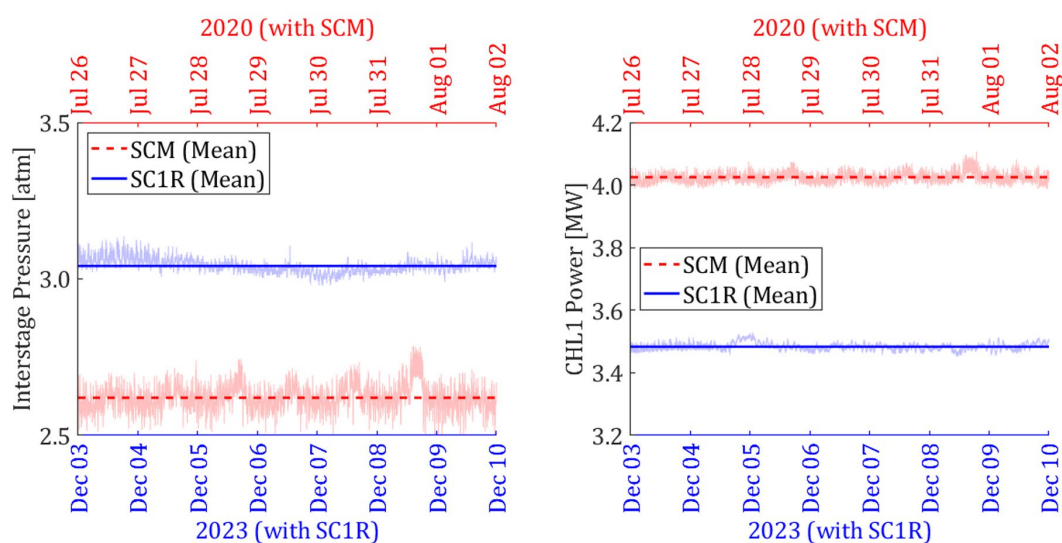 2020 (with SCM)
Jul 26
Jul 27
Jul 28
Jul 29
Jul 30
Jul 31
Aug 01
Aug 02
Interstage Pressure [atm]
3.5
3.0
2.5
SCM (Mean)
SC1R (Mean)
Dec 03
Dec 04
Dec 05
Dec 06
Dec 07
Dec 08
Dec 09
Dec 10
2023 (with SC1R)
2020 (with SCM)
Jul 26
Jul 27
Jul 28
Jul 29
Jul 30
Jul 31
Aug 01
Aug 02
CHL1 Power [MW]
4.2
4.0
3.8
3.6
3.4
3.2
SCM (Mean)
SC1R (Mean)
Dec 03
Dec 04
Dec 05
Dec 06
Dec 07
Dec 08
Dec 09
Dec 10
2023 (with SC1R)